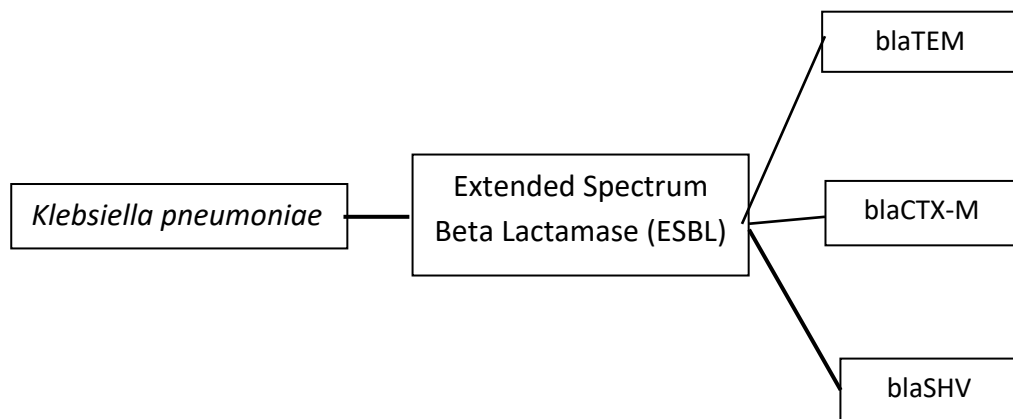 blaTEM
Klebsiella pneumoniae
Extended Spectrum
Beta Lactamase (ESBL)
blaCTX-M
blaSHV